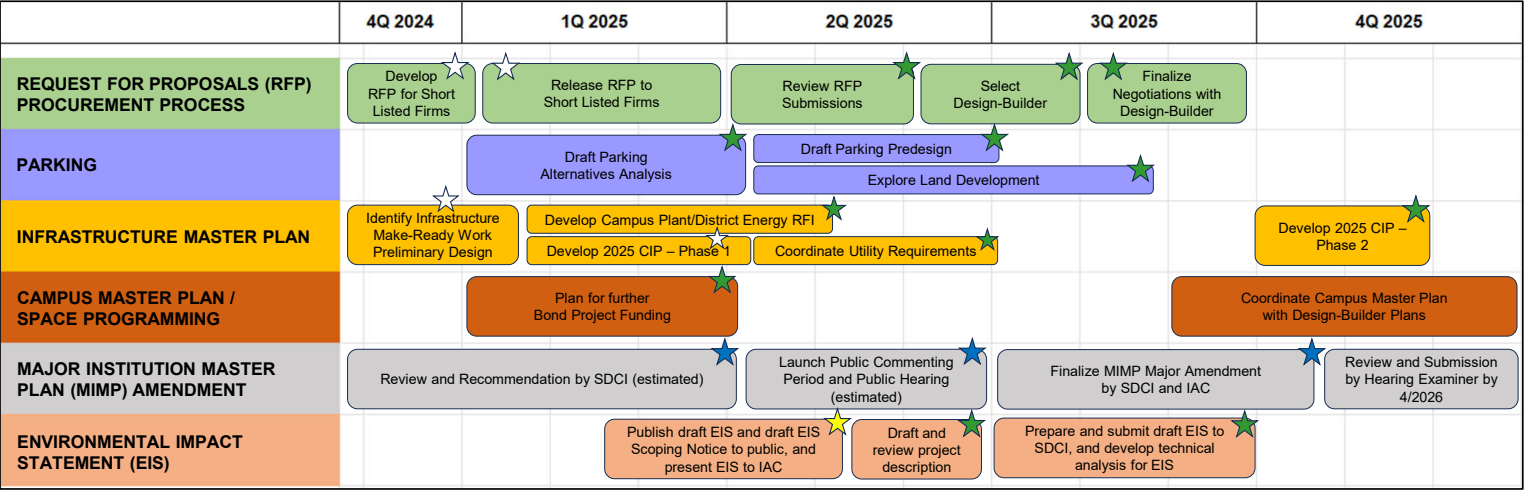 4Q 2024 1Q 2025 2Q 2025 3Q 2025 4Q 2025
REQUEST FOR PROPOSALS (RFP)
PROCUREMENT PROCESS
Develop
RFP for Short
Listed Firms
Release RFP to
Short Listed Firms
Review RFP
Submissions
Select
Design-Builder
Finalize
Negotiations with
Design-Builder
PARKING
Draft Parking
Alternatives Analysis
Draft Parking Predesign
Explore Land Development
INFRASTRUCTURE MASTER PLAN
Identify Infrastructure
Make-Ready Work
Preliminary Design
Develop Campus Plant/District Energy RFI
Develop 2025 CIP – Phase 1
Coordinate Utility Requirements
Develop 2025 CIP –
Phase 2
CAMPUS MASTER PLAN /
SPACE PROGRAMMING
Plan for further
Bond Project Funding
Coordinate Campus Master Plan
with Design-Builder Plans
MAJOR INSTITUTION MASTER
PLAN (MIMP) AMENDMENT
Review and Recommendation by SDCI (estimated)
Launch Public Commenting
Period and Public Hearing
(estimated)
Finalize MIMP Major Amendment
by SDCI and IAC
Review and Submission
by Hearing Examiner by
4/2026
ENVIRONMENTAL IMPACT
STATEMENT (EIS)
Publish draft EIS and draft EIS
Scoping Notice to public, and
present EIS to IAC
Draft and
review project
description
Prepare and submit draft EIS to
SDCI, and develop technical
analysis for EIS